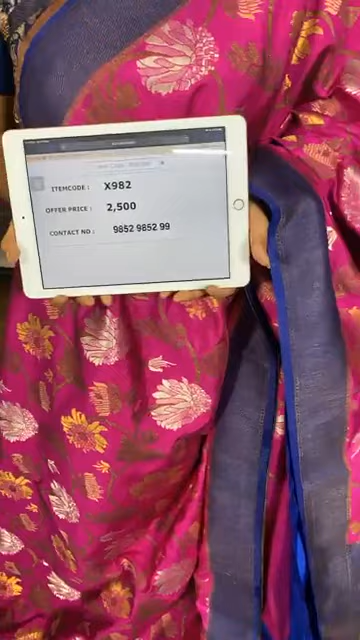 ITEMCODE : X982
OFFER PRICE : 2,500
CONTACT NO : 9852 9852 99